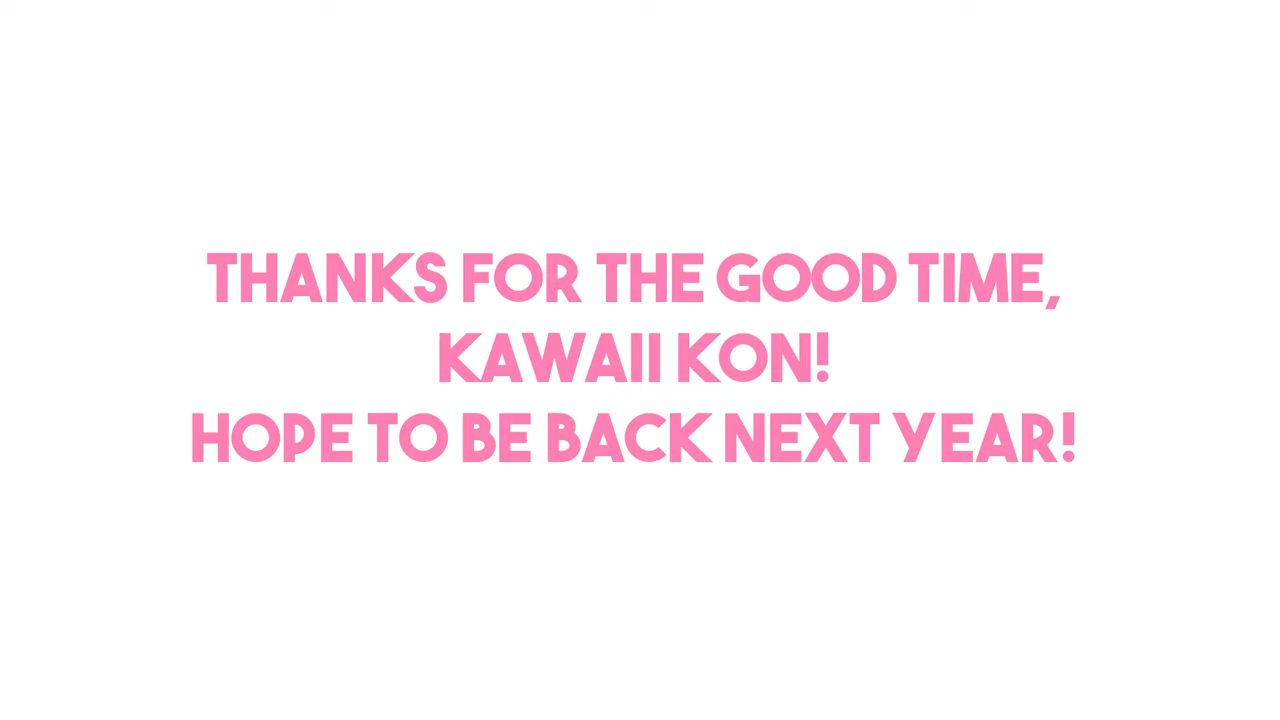 THANKS FOR THE GOOD TIME,
KAWAII KON!
HOPE TO BE BACK NEXT YEAR!